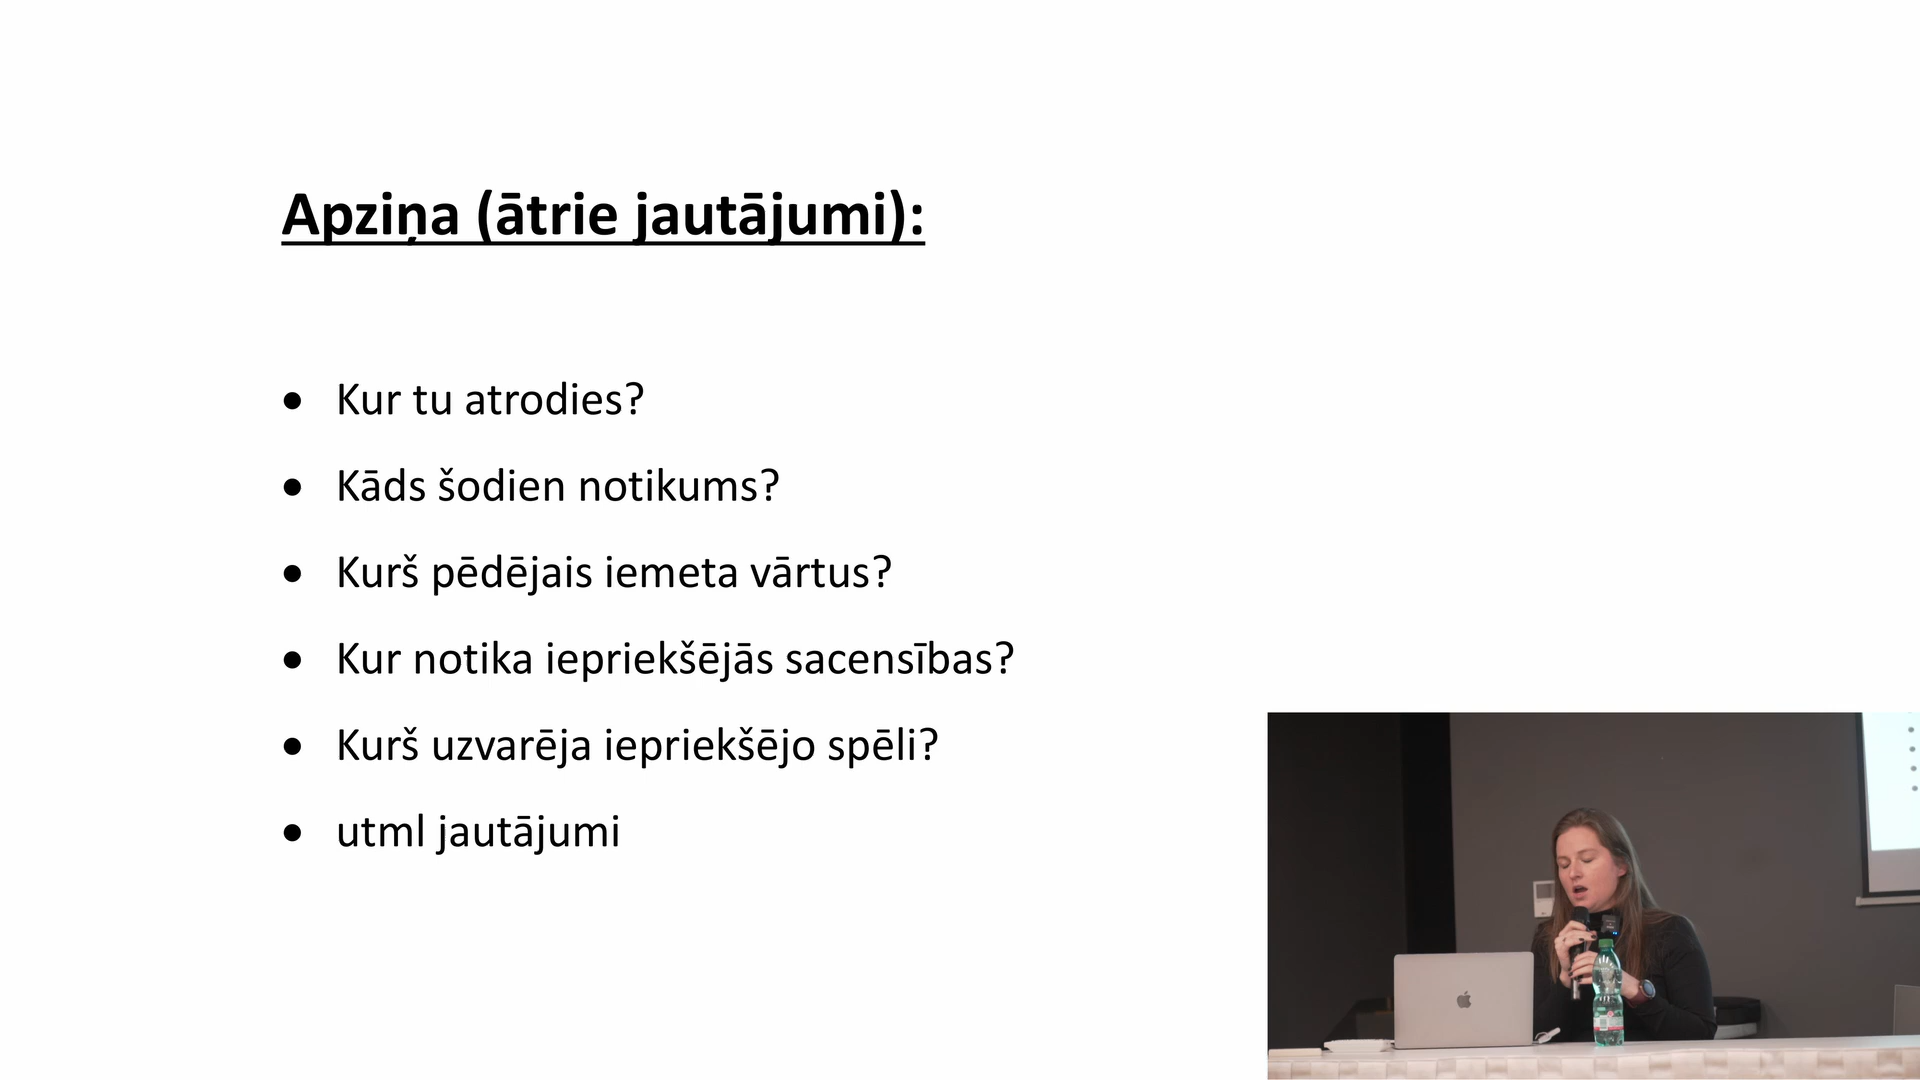 Apziņa (ātrie jautājumi):
• Kur tu atrodies?
• Kāds šodien notikums?
• Kurš pēdējais iemeta vārtus?
• Kur notika iepriekšējās sacensības?
• Kurš uzvarēja iepriekšējo spēli?
• utml jautājumi